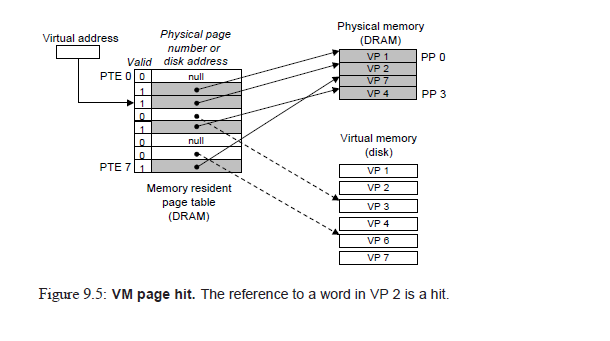 Virtual address
Physical page
number or
disk address
Valid
PTE 0
0
null
1
1
0
1
0
null
0
PTE 7
1
Memory resident
page table
(DRAM)
Physical memory
(DRAM)
VP 1
PP 0
VP 2
VP 7
VP 4
PP 3
Virtual memory
(disk)
VP 1
VP 2
VP 3
VP 4
VP 6
VP 7
Figure 9.5: VM page hit. The reference to a word in VP 2 is a hit.